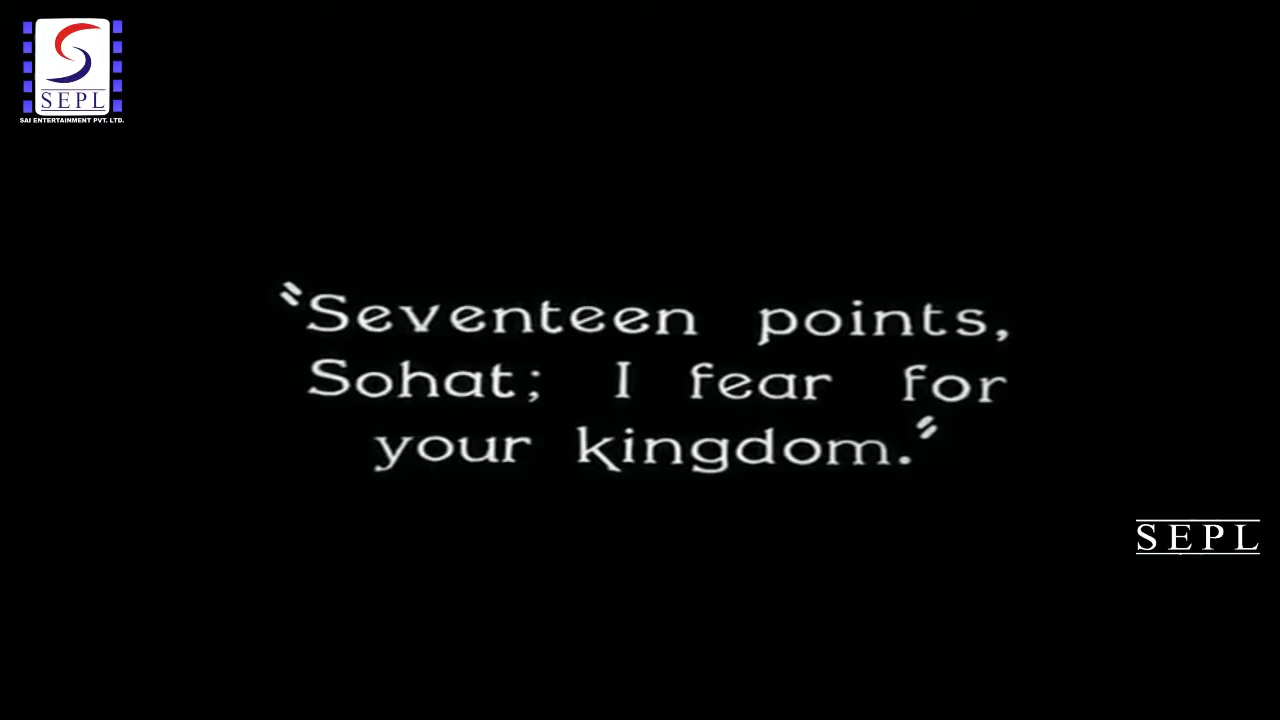 SEPL
SAI ENTERTAINMENT PVT. LTD.
"Seventeen points,
Sohat; I fear for
your kingdom."
SEPL